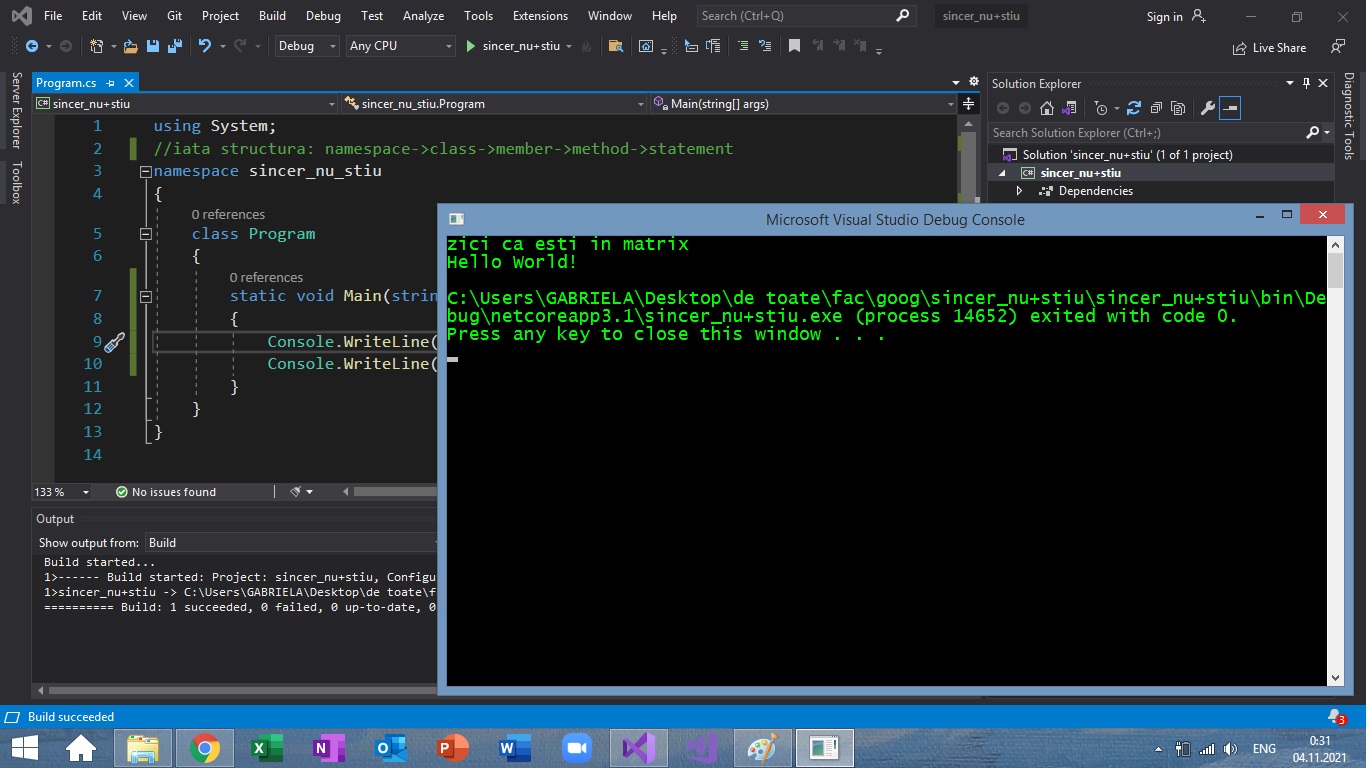 File Edit View Git Project Build Debug Test Analyze Tools Extensions Window Help Search (Ctrl+Q) sincer_nu+stiu Sign in
Debug Any CPU sincer_nu+stiu Live Share
Server Explorer
Toolbox
Program.cs
sincer_nu+stiu sincer_nu_stiu.Program Main(string[] args)
1 using System;
2 //iata structura: namespace->class->member->method->statement
3 namespace sincer_nu_stiu
4 {
0 references
5 class Program
6 {
0 references
7 static void Main(strin
8 {
9 Console.WriteLine(
10 Console.WriteLine(
11 }
12 }
13 }
14
133 % No issues found
Output
Show output from: Build
Build started...
1>------ Build started: Project: sincer_nu+stiu, Configu
1>sincer_nu+stiu -> C:\Users\GABRIELA\Desktop\de toate\f
========== Build: 1 succeeded, 0 failed, 0 up-to-date, 0
Solution Explorer
Search Solution Explorer (Ctrl+;)
Solution 'sincer_nu+stiu' (1 of 1 project)
C# sincer_nu+stiu
Dependencies
Diagnostic Tools
Microsoft Visual Studio Debug Console
zici ca esti in matrix
Hello World!
C:\Users\GABRIELA\Desktop\de toate\fac\goog\sincer_nu+stiu\sincer_nu+stiu\bin\De
bug\netcoreapp3.1\sincer_nu+stiu.exe (process 14652) exited with code 0.
Press any key to close this window . . .
Build succeeded 3
ENG 0:31
04.11.2021